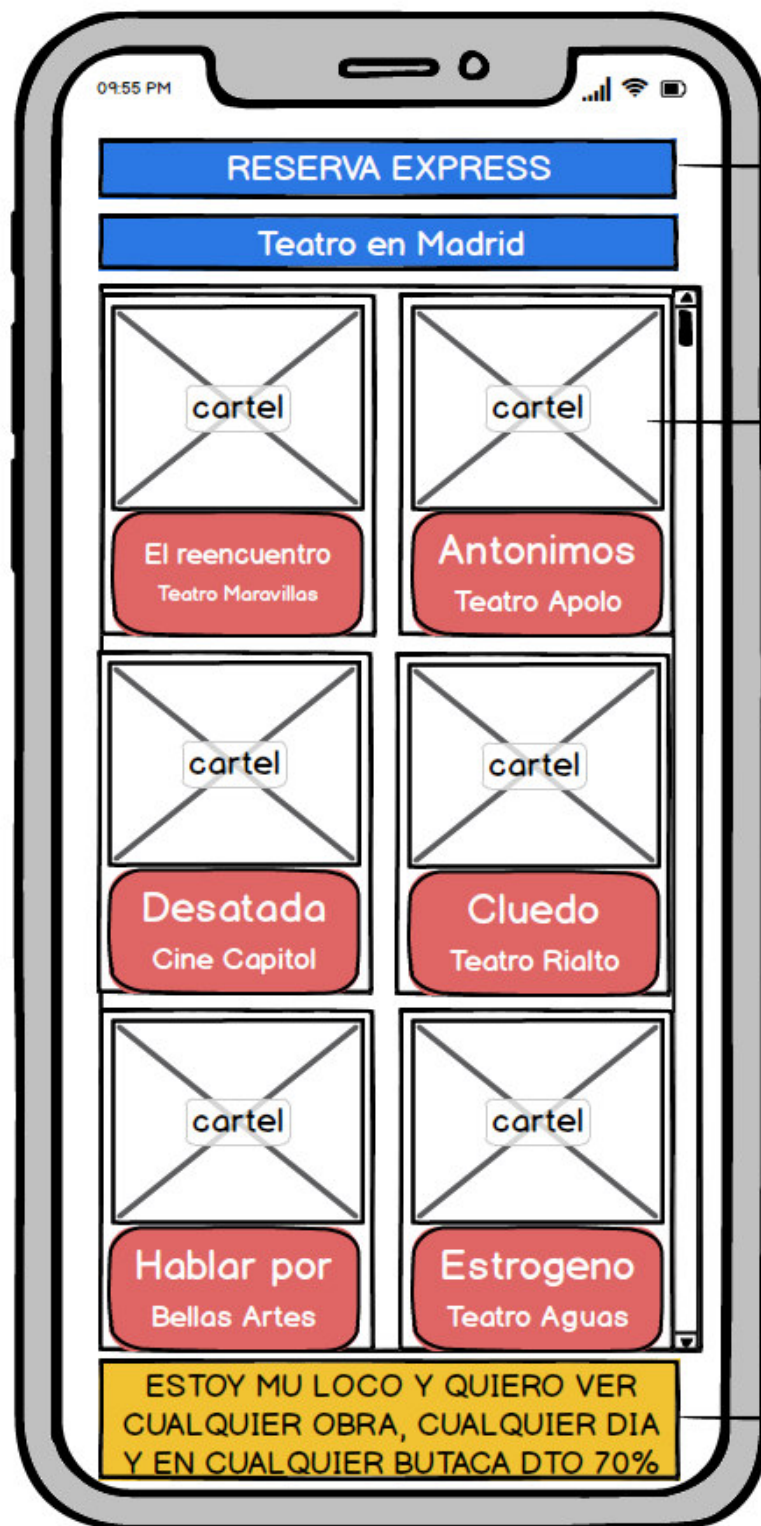 09:55 PM
RESERVA EXPRESS
Teatro en Madrid
cartel
cartel
El reencuentro
Teatro Maravillas
Antonimos
Teatro Apolo
cartel
cartel
Desatada
Cine Capitol
Cluedo
Teatro Rialto
cartel
cartel
Hablar por
Bellas Artes
Estrogeno
Teatro Aguas
ESTOY MU LOCO Y QUIERO VER
CUALQUIER OBRA, CUALQUIER DIA
Y EN CUALQUIER BUTACA DTO 70%